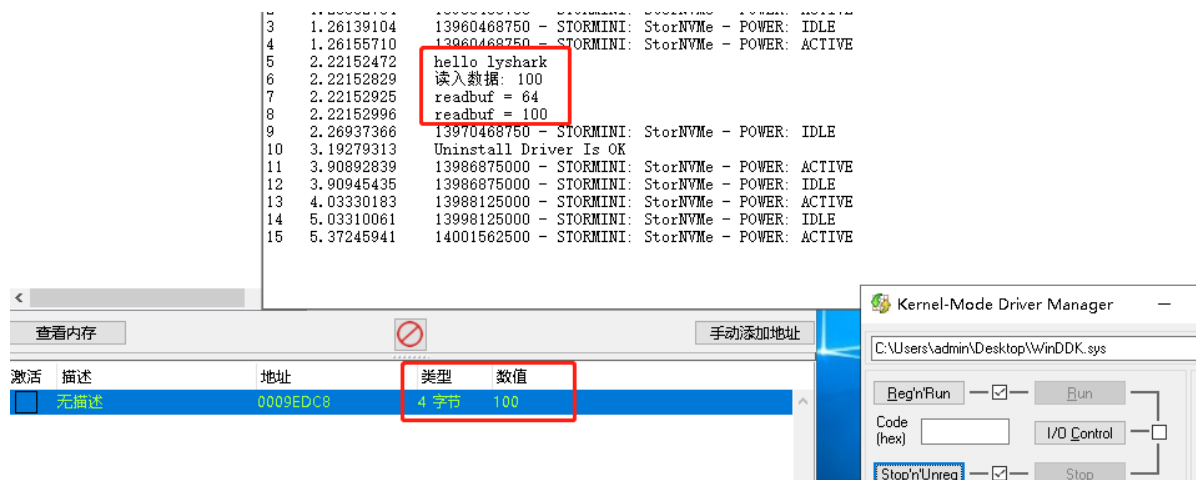 3 1.26139104 13960468750 - STORMINI: StorNVMe - POWER: IDLE
4 1.26155710 13960468750 - STORMINI: StorNVMe - POWER: ACTIVE
5 2.22152472 hello lyshark
6 2.22152829 读入数据: 100
7 2.22152925 readbuf = 64
8 2.22152996 readbuf = 100
9 2.26937366 13970468750 - STORMINI: StorNVMe - POWER: IDLE
10 3.19279313 Uninstall Driver Is OK
11 3.90892839 13986875000 - STORMINI: StorNVMe - POWER: ACTIVE
12 3.90945435 13986875000 - STORMINI: StorNVMe - POWER: IDLE
13 4.03330183 13988125000 - STORMINI: StorNVMe - POWER: ACTIVE
14 5.03310061 13998125000 - STORMINI: StorNVMe - POWER: IDLE
15 5.37245941 14001562500 - STORMINI: StorNVMe - POWER: ACTIVE
查看内存 手动添加地址
激活 描述 地址 类型 数值
无描述 0009EDC8 4 字节 100
Kernel-Mode Driver Manager
C:\Users\admin\Desktop\WinDDK.sys
Reg'n'Run Run
Code
(hex) I/O Control
Stop'n'Unreg Stop